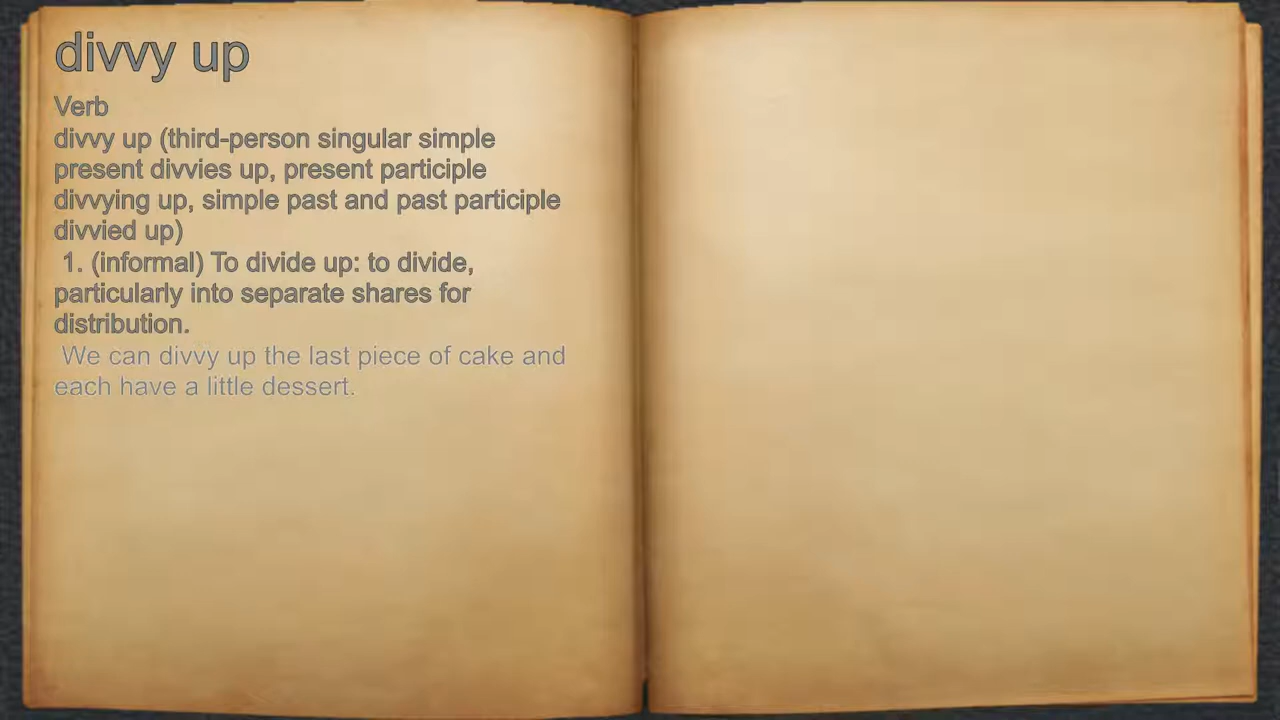 divvy up
Verb
divvy up (third-person singular simple
present divvies up, present participle
divvying up, simple past and past participle
divvied up)
1. (informal) To divide up: to divide,
particularly into separate shares for
distribution.
We can divvy up the last piece of cake and
each have a little dessert.